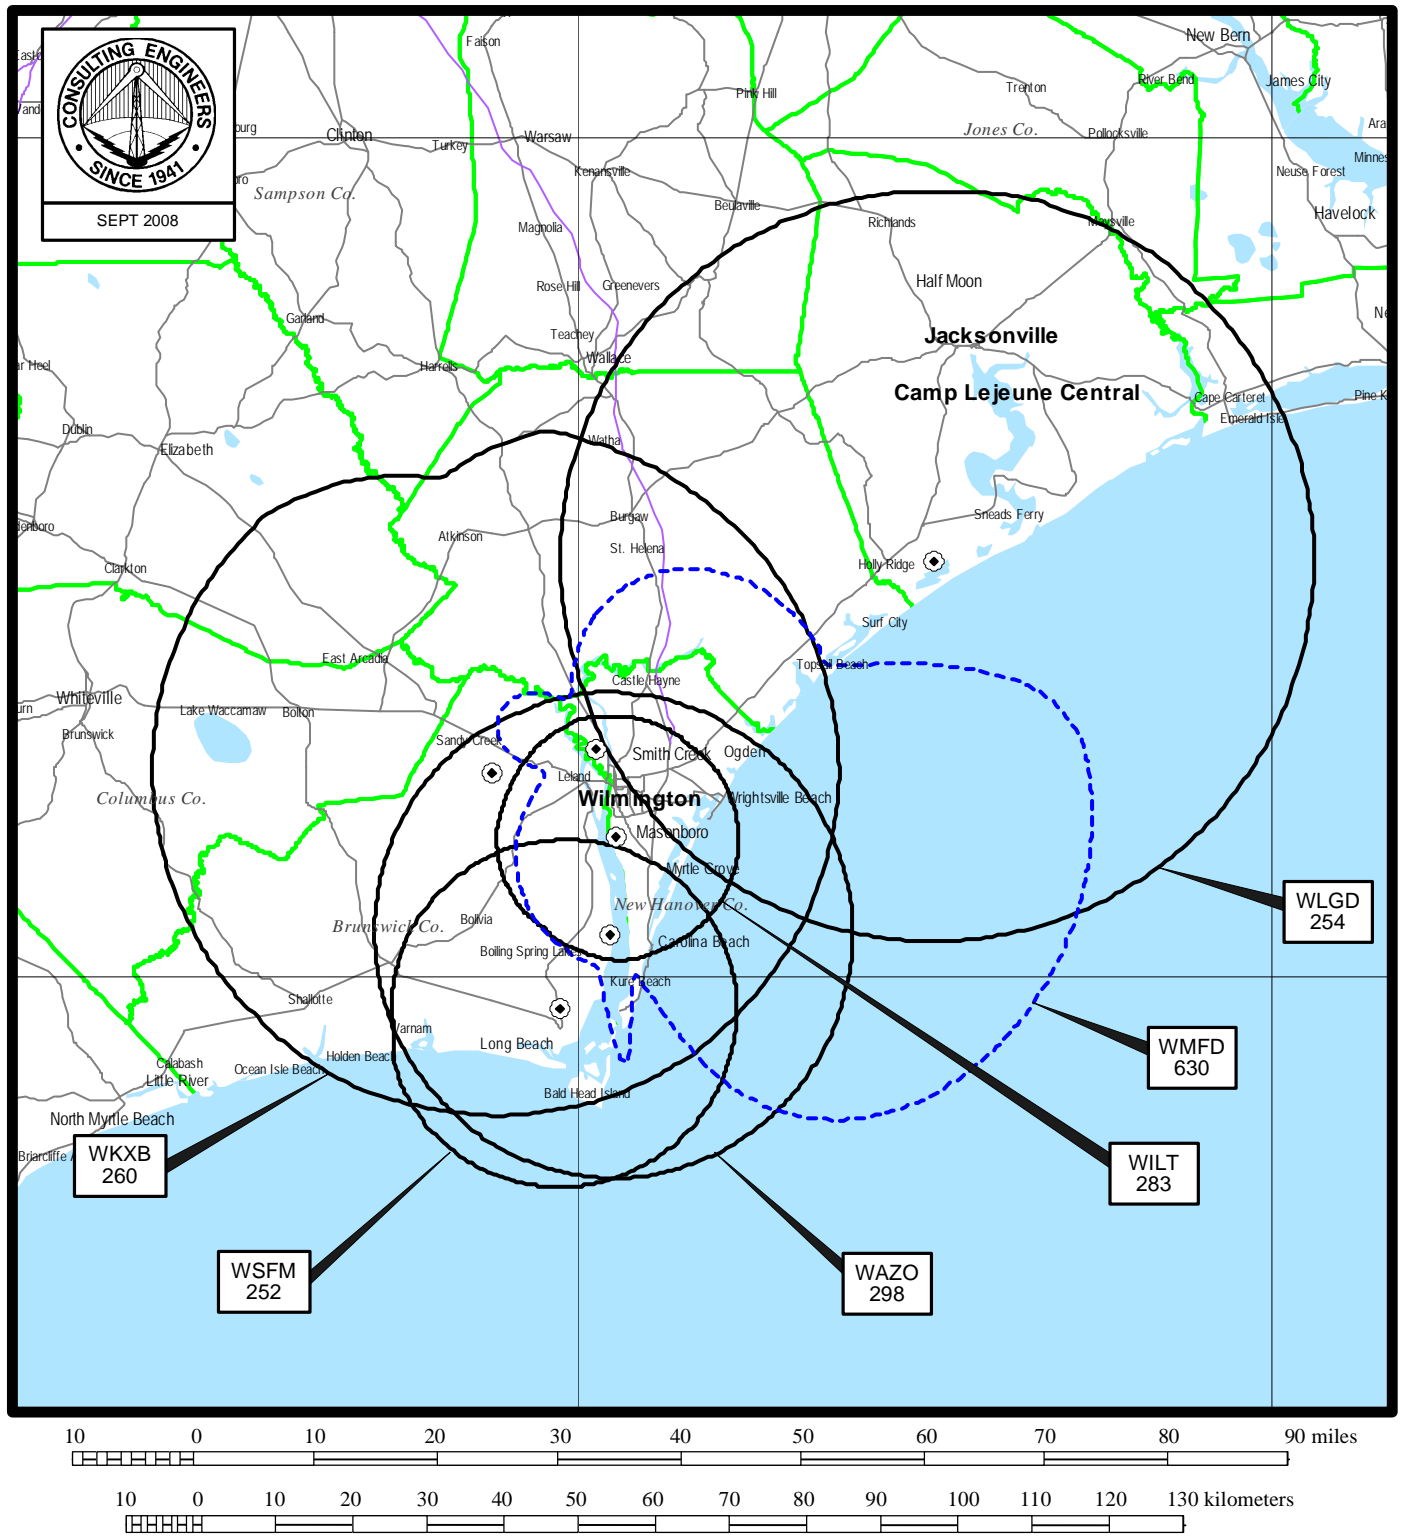 CONSULTING ENGINEERS
SINCE 1941
SEPT 2008
Faison
New Bern
River Bend
James City
Pink Hill
Trenton
Jones Co.
Pollocksville
Clinton
Turkey
Warsaw
Kenansville
Neuse Forest
Sampson Co.
Beulaville
Richlands
Maysville
Havelock
Magnolia
Half Moon
Rose Hill
Greenevers
Garland
Teachey
Jacksonville
Wallace
Harrells
Camp Lejeune Central
Cape Carteret
Emerald Isle
Dublin
Elizabeth
Watha
Burgaw
Sneads Ferry
Atkinson
St. Helena
Clarkton
Holly Ridge
Surf City
East Arcadia
Topsail Beach
Castle Hayne
Whiteville
Lake Waccamaw
Bolton
Brunswick
Sandy Creek
Smith Creek
Ogden
Leland
Columbus Co.
Wilmington
Wrightsville Beach
Masonboro
Myrtle Grove
New Hanover Co.
Bolivia
Brunswick Co.
Boiling Spring Lakes
Carolina Beach
Kure Beach
Shallotte
Varnam
Long Beach
Holden Beach
Ocean Isle Beach
Calabash
Little River
Bald Head Island
North Myrtle Beach
Briarcliffe A
WLGD
254
WMFD
630
WKXB
260
WILT
283
WSFM
252
WAZO
298
10 0 10 20 30 40 50 60 70 80 90 miles
10 0 10 20 30 40 50 60 70 80 90 100 110 120 130 kilometers